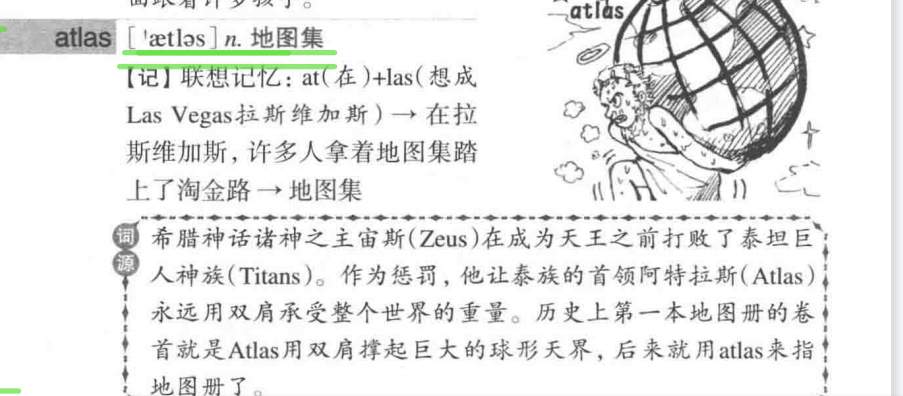 面跟着许多孩子。
atlas
atlas [ˈætləs] n. 地图集
【记】联想记忆：at(在)+las(想成
Las Vegas拉斯维加斯）→ 在拉
斯维加斯，许多人拿着地图集踏
上了淘金路 → 地图集
词源
希腊神话诸神之主宙斯(Zeus)在成为天王之前打败了泰坦巨
人神族(Titans)。作为惩罚，他让泰族的首领阿特拉斯(Atlas)
永远用双肩承受整个世界的重量。历史上第一本地图册的卷
首就是Atlas用双肩撑起巨大的球形天界，后来就用atlas来指
地图册了。